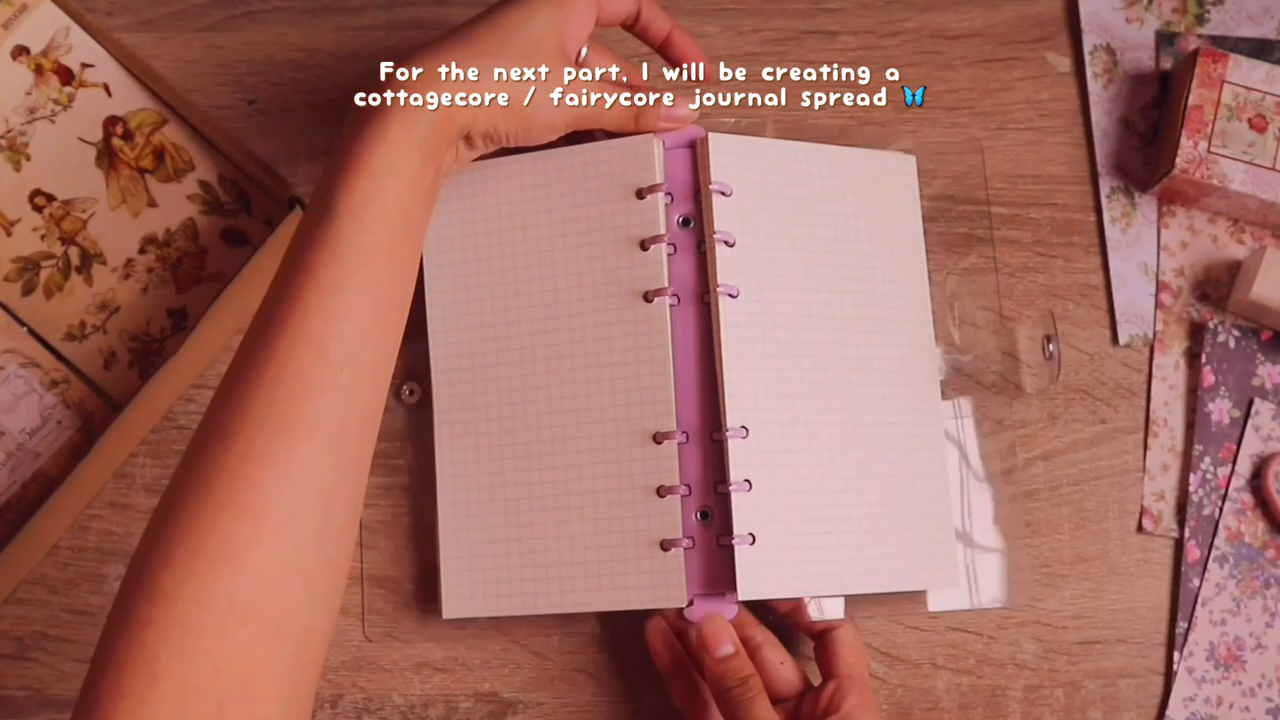 For the next part, I will be creating a
cottagecore / fairycore journal spread 🦋